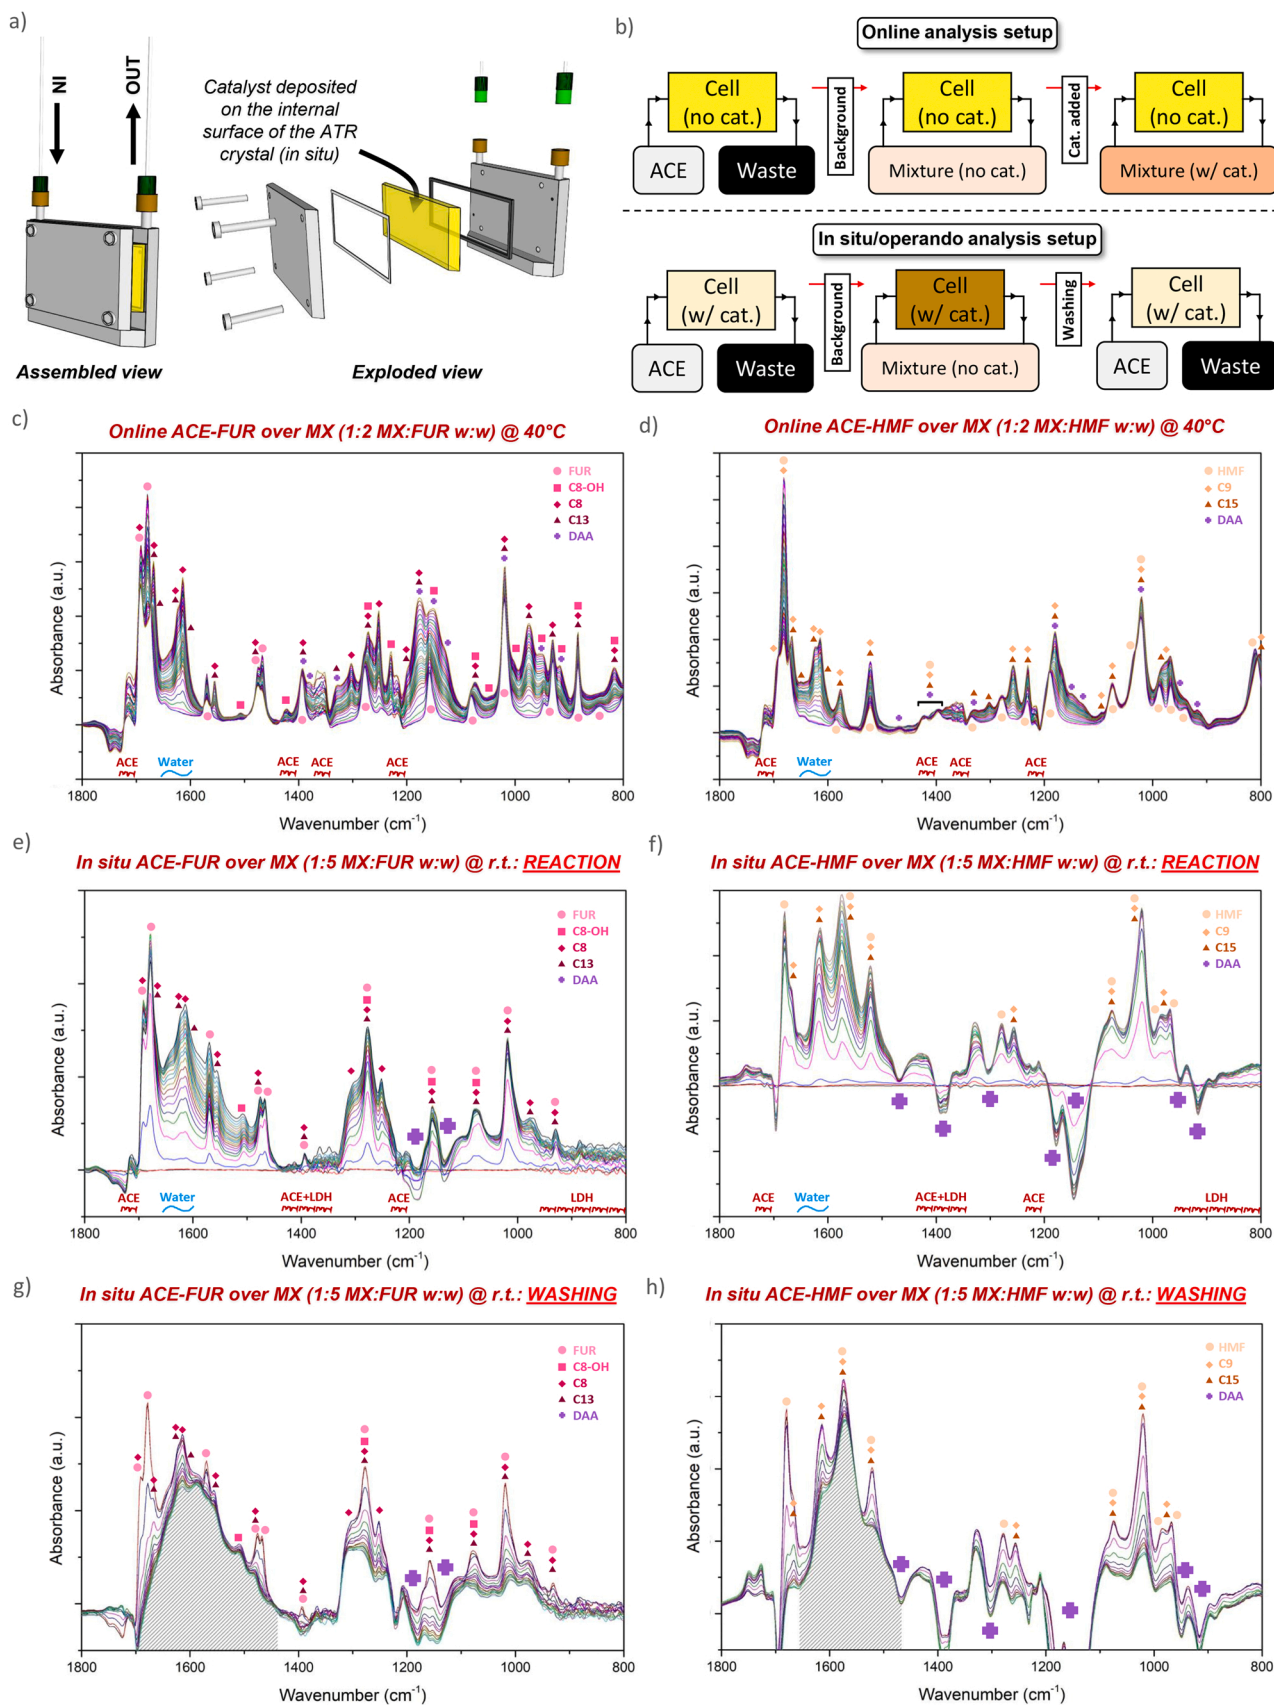 a)
IN
OUT
Catalyst deposited
on the internal
surface of the ATR
crystal (in situ)
Assembled view
Exploded view
b)
Online analysis setup
Cell
(no cat.)
ACE
Waste
Background
Cell
(no cat.)
Mixture (no cat.)
Cat. added
Cell
(no cat.)
Mixture (w/ cat.)
In situ/operando analysis setup
Cell
(w/ cat.)
ACE
Waste
Background
Cell
(w/ cat.)
Mixture (no cat.)
Washing
Cell
(w/ cat.)
ACE
Waste
c)
Online ACE-FUR over MX (1:2 MX:FUR w:w) @ 40°C
Absorbance (a.u.)
FUR
C8-OH
C8
C13
DAA
ACE
Water
ACE
ACE
ACE
1800 1600 1400 1200 1000 800
Wavenumber (cm⁻¹)
d)
Online ACE-HMF over MX (1:2 MX:HMF w:w) @ 40°C
Absorbance (a.u.)
HMF
C9
C15
DAA
ACE
Water
ACE
ACE
ACE
1800 1600 1400 1200 1000 800
Wavenumber (cm⁻¹)
e)
In situ ACE-FUR over MX (1:5 MX:FUR w:w) @ r.t.: REACTION
Absorbance (a.u.)
FUR
C8-OH
C8
C13
DAA
ACE
Water
ACE+LDH
ACE
LDH
1800 1600 1400 1200 1000 800
Wavenumber (cm⁻¹)
f)
In situ ACE-HMF over MX (1:5 MX:HMF w:w) @ r.t.: REACTION
Absorbance (a.u.)
HMF
C9
C15
DAA
ACE
Water
ACE+LDH
ACE
LDH
1800 1600 1400 1200 1000 800
Wavenumber (cm⁻¹)
g)
In situ ACE-FUR over MX (1:5 MX:FUR w:w) @ r.t.: WASHING
Absorbance (a.u.)
FUR
C8-OH
C8
C13
DAA
1800 1600 1400 1200 1000 800
Wavenumber (cm⁻¹)
h)
In situ ACE-HMF over MX (1:5 MX:HMF w:w) @ r.t.: WASHING
Absorbance (a.u.)
HMF
C9
C15
DAA
1800 1600 1400 1200 1000 800
Wavenumber (cm⁻¹)